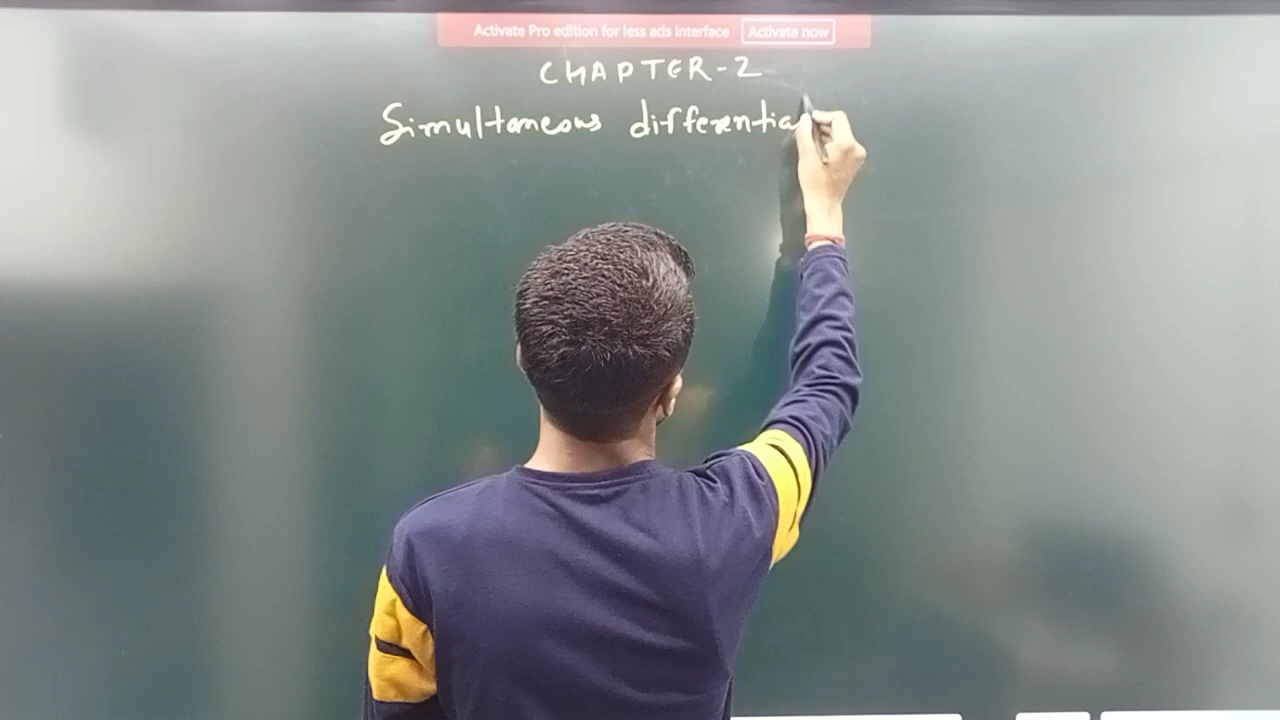 Activate Pro edition for less ads interface Activate now
CHAPTER-2
Simultaneous differentia